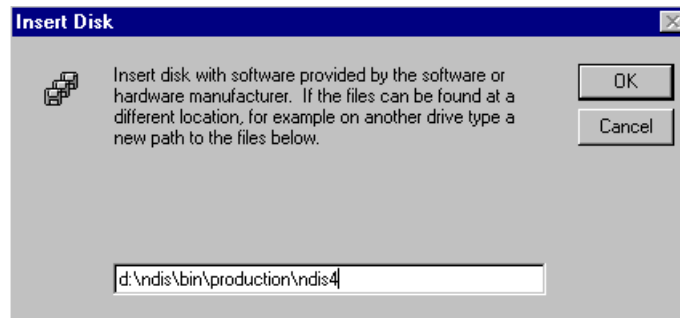 Insert Disk
Insert disk with software provided by the software or
hardware manufacturer. If the files can be found at a
different location, for example on another drive type a
new path to the files below.
OK
Cancel
d:\ndis\bin\production\ndis4